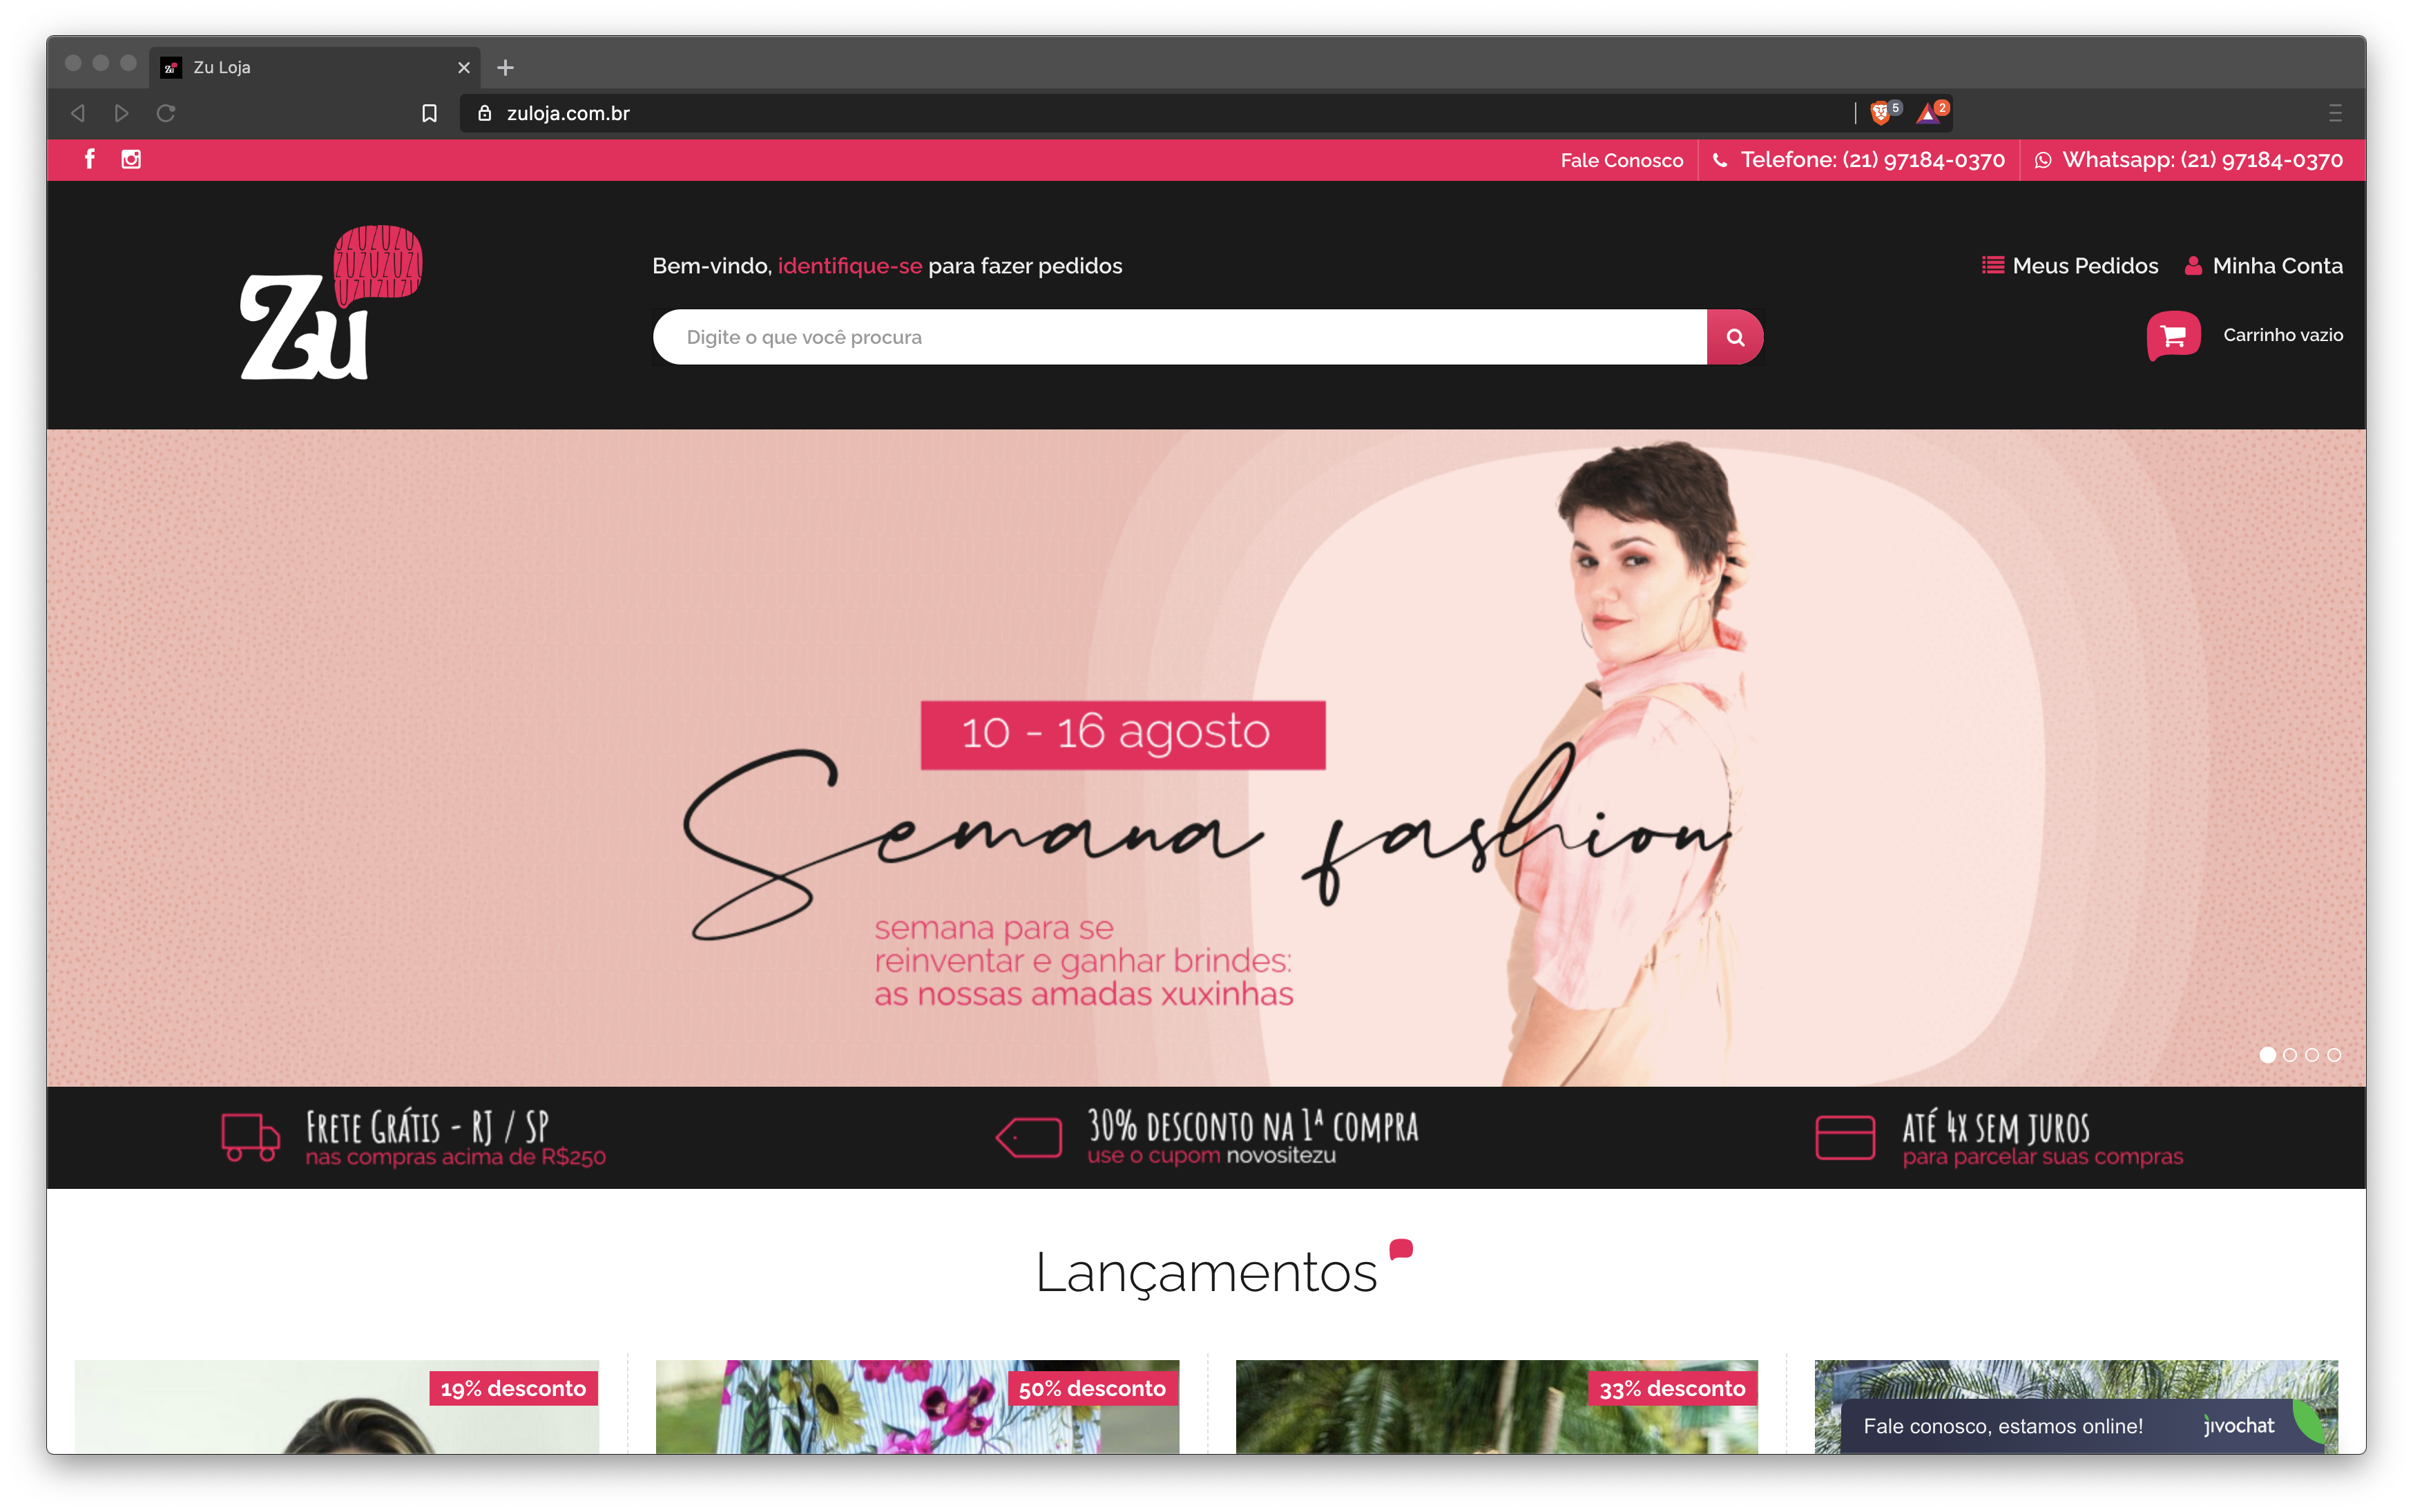 Zu Loja
zuloja.com.br
5
2
Fale Conosco
Telefone: (21) 97184-0370
Whatsapp: (21) 97184-0370
Zu
Bem-vindo, identifique-se para fazer pedidos
Meus Pedidos
Minha Conta
Digite o que você procura
Carrinho vazio
10 - 16 agosto
Semana fashion
semana para se
reinventar e ganhar brindes:
as nossas amadas xuxinhas
Frete Grátis - RJ / SP
nas compras acima de R$250
30% desconto na 1ª compra
use o cupom novositezu
até 4x sem juros
para parcelar suas compras
Lançamentos
19% desconto
50% desconto
33% desconto
Fale conosco, estamos online!
jivochat